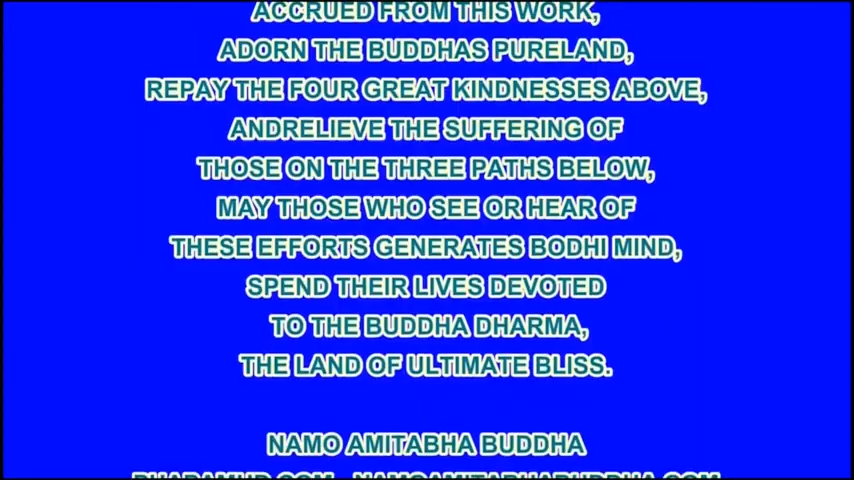 ACCRUED FROM THIS WORK,
ADORN THE BUDDHAS PURELAND,
REPAY THE FOUR GREAT KINDNESSES ABOVE,
ANDRELIEVE THE SUFFERING OF
THOSE ON THE THREE PATHS BELOW,
MAY THOSE WHO SEE OR HEAR OF
THESE EFFORTS GENERATES BODHI MIND,
SPEND THEIR LIVES DEVOTED
TO THE BUDDHA DHARMA,
THE LAND OF ULTIMATE BLISS.
NAMO AMITABHA BUDDHA
NAMOAMITABHABUDDHA.COM